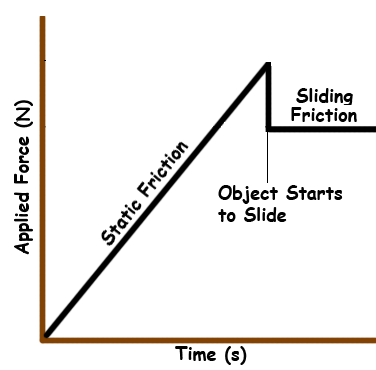 Sliding
Friction
Static Friction
Object Starts
to Slide
Applied Force (N)
Time (s)